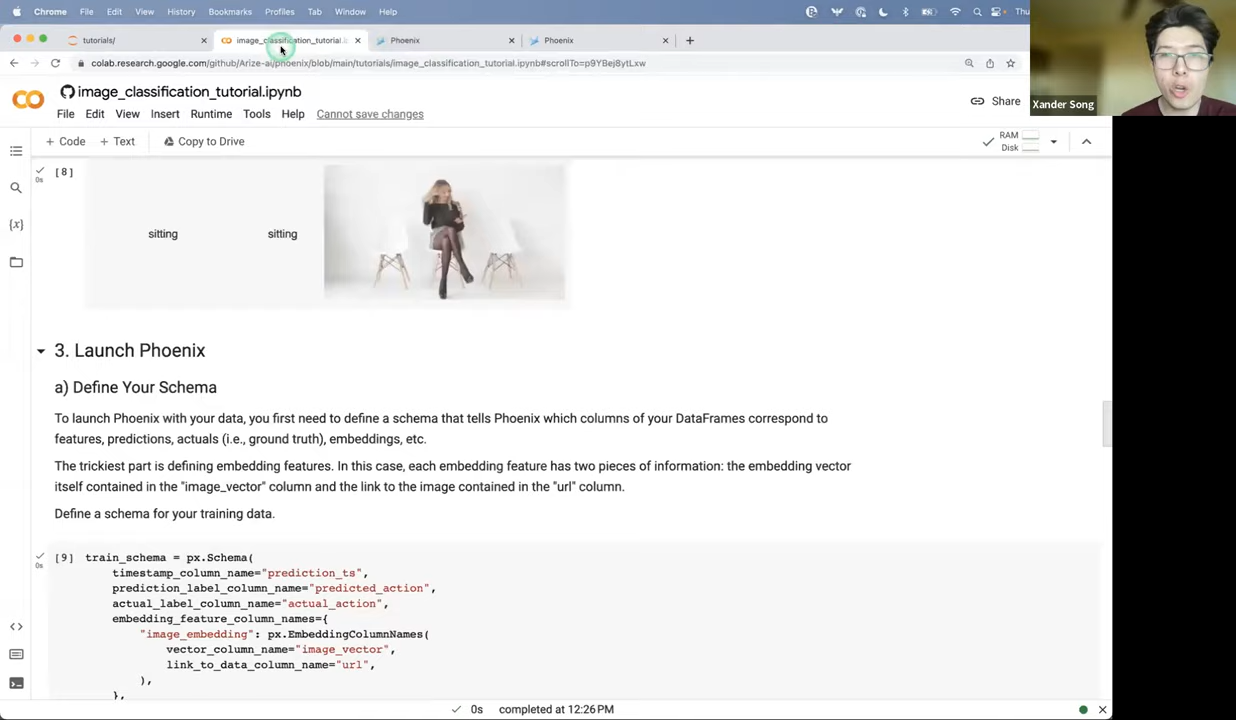 Chrome File Edit View History Bookmarks Profiles Tab Window Help Thu
tutorials/ image_classification_tutorial.i Phoenix Phoenix
colab.research.google.com/github/Arize-ai/phoenix/blob/main/tutorials/image_classification_tutorial.ipynb#scrollTo=p9YBej8ytLxw
Xander Song
image_classification_tutorial.ipynb
Share
File Edit View Insert Runtime Tools Help Cannot save changes
+ Code + Text Copy to Drive
RAM
Disk
[8]
0s
sitting sitting
3. Launch Phoenix
a) Define Your Schema
To launch Phoenix with your data, you first need to define a schema that tells Phoenix which columns of your DataFrames correspond to
features, predictions, actuals (i.e., ground truth), embeddings, etc.
The trickiest part is defining embedding features. In this case, each embedding feature has two pieces of information: the embedding vector
itself contained in the "image_vector" column and the link to the image contained in the "url" column.
Define a schema for your training data.
[9] train_schema = px.Schema(
0s
timestamp_column_name="prediction_ts",
prediction_label_column_name="predicted_action",
actual_label_column_name="actual_action",
embedding_feature_column_names={
"image_embedding": px.EmbeddingColumnNames(
vector_column_name="image_vector",
link_to_data_column_name="url",
),
},
0s completed at 12:26 PM